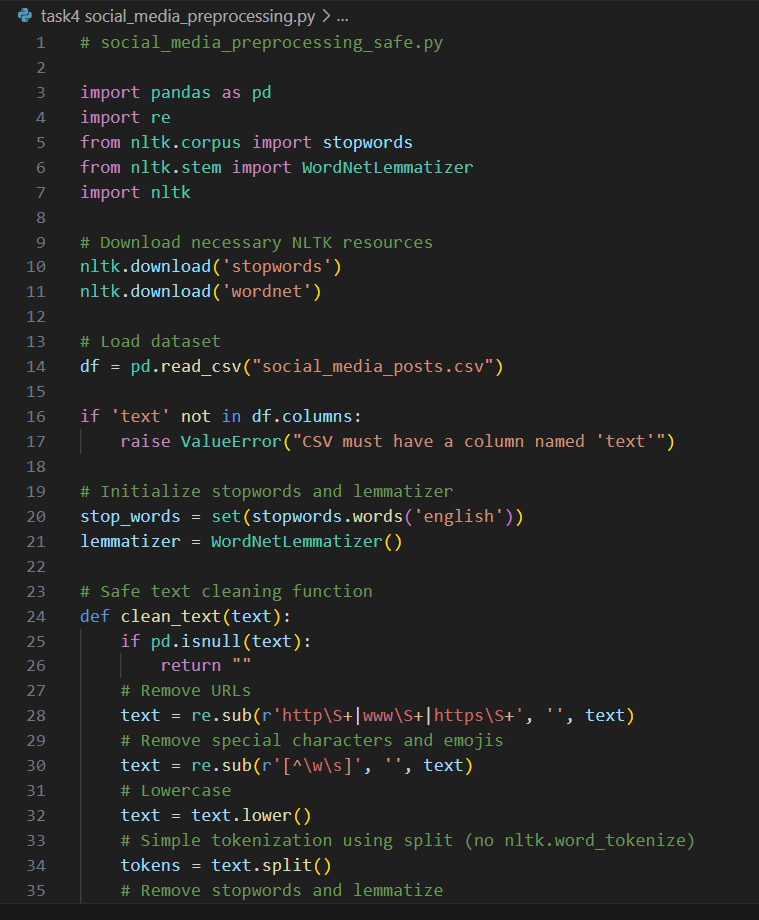 task4 social_media_preprocessing.py > ...
1 # social_media_preprocessing_safe.py
2
3 import pandas as pd
4 import re
5 from nltk.corpus import stopwords
6 from nltk.stem import WordNetLemmatizer
7 import nltk
8
9 # Download necessary NLTK resources
10 nltk.download('stopwords')
11 nltk.download('wordnet')
12
13 # Load dataset
14 df = pd.read_csv("social_media_posts.csv")
15
16 if 'text' not in df.columns:
17     raise ValueError("CSV must have a column named 'text'")
18
19 # Initialize stopwords and lemmatizer
20 stop_words = set(stopwords.words('english'))
21 lemmatizer = WordNetLemmatizer()
22
23 # Safe text cleaning function
24 def clean_text(text):
25     if pd.isnull(text):
26         return ""
27     # Remove URLs
28     text = re.sub(r'http\S+|www\S+|https\S+', '', text)
29     # Remove special characters and emojis
30     text = re.sub(r'[^\w\s]', '', text)
31     # Lowercase
32     text = text.lower()
33     # Simple tokenization using split (no nltk.word_tokenize)
34     tokens = text.split()
35     # Remove stopwords and lemmatize